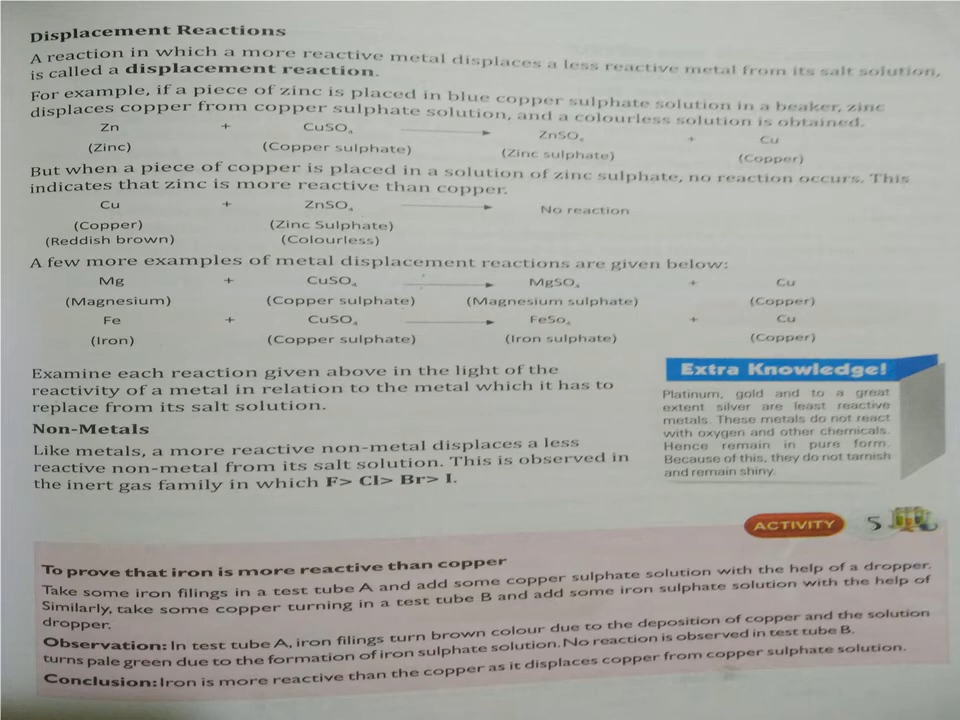 Displacement Reactions
A reaction in which a more reactive metal displaces a less reactive metal from its salt solution,
is called a displacement reaction.
For example, if a piece of zinc is placed in blue copper sulphate solution in a beaker, zinc
displaces copper from copper sulphate solution, and a colourless solution is obtained.
Zn + CuSO₄ → ZnSO₄ + Cu
(Zinc) (Copper sulphate) (Zinc sulphate) (Copper)
But when a piece of copper is placed in a solution of zinc sulphate, no reaction occurs. This
indicates that zinc is more reactive than copper.
Cu + ZnSO₄ → No reaction
(Copper) (Zinc Sulphate)
(Reddish brown) (Colourless)
A few more examples of metal displacement reactions are given below:
Mg + CuSO₄ → MgSO₄ + Cu
(Magnesium) (Copper sulphate) (Magnesium sulphate) (Copper)
Fe + CuSO₄ → FeSo₄ + Cu
(Iron) (Copper sulphate) (Iron sulphate) (Copper)
Examine each reaction given above in the light of the
reactivity of a metal in relation to the metal which it has to
replace from its salt solution.
Non-Metals
Like metals, a more reactive non-metal displaces a less
reactive non-metal from its salt solution. This is observed in
the inert gas family in which F> Cl> Br> I.
Extra Knowledge!
Platinum, gold and to a great
extent silver are least reactive
metals. These metals do not react
with oxygen and other chemicals.
Hence remain in pure form.
Because of this, they do not tarnish
and remain shiny.
ACTIVITY 5
To prove that iron is more reactive than copper
Take some iron filings in a test tube A and add some copper sulphate solution with the help of a dropper.
Similarly, take some copper turning in a test tube B and add some iron sulphate solution with the help of
dropper.
Observation: In test tube A, iron filings turn brown colour due to the deposition of copper and the solution
turns pale green due to the formation of iron sulphate solution. No reaction is observed in test tube B.
Conclusion: Iron is more reactive than the copper as it displaces copper from copper sulphate solution.